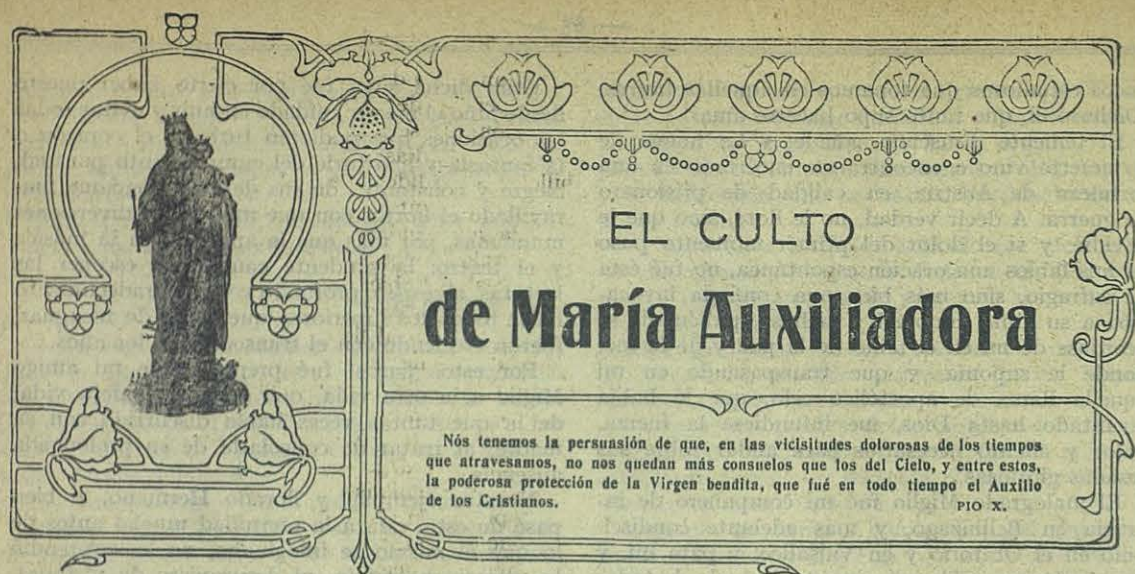 EL CULTO
de María Auxiliadora
Nós tenemos la persuasión de que, en las vicisitudes dolorosas de los tiempos
que atravesamos, no nos quedan más consuelos que los del Cielo, y entre estos,
la poderosa protección de la Virgen bendita, que fué en todo tiempo el Auxilio
de los Cristianos.
PIO X.